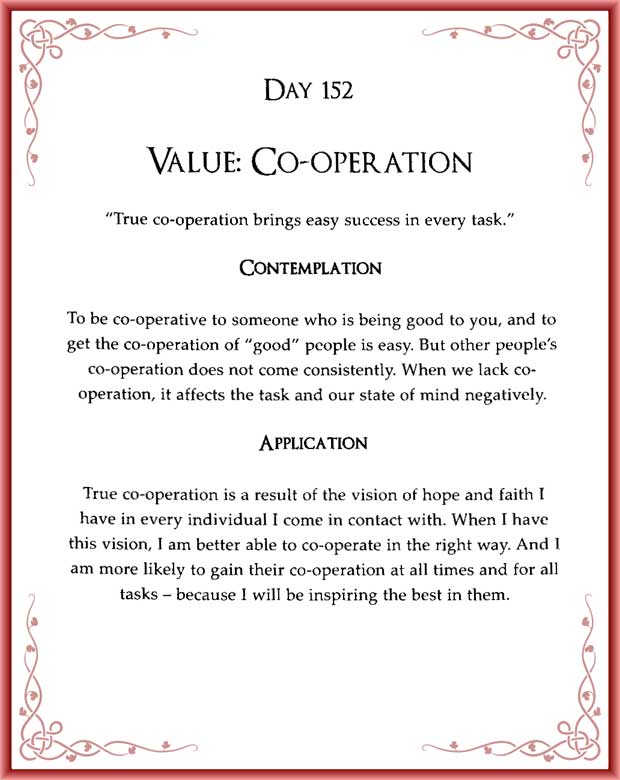 DAY 152
VALUE: CO-OPERATION
“True co-operation brings easy success in every task.”
CONTEMPLATION
To be co-operative to someone who is being good to you, and to
get the co-operation of “good” people is easy. But other people’s
co-operation does not come consistently. When we lack co-
operation, it affects the task and our state of mind negatively.
APPLICATION
True co-operation is a result of the vision of hope and faith I
have in every individual I come in contact with. When I have
this vision, I am better able to co-operate in the right way. And I
am more likely to gain their co-operation at all times and for all
tasks – because I will be inspiring the best in them.